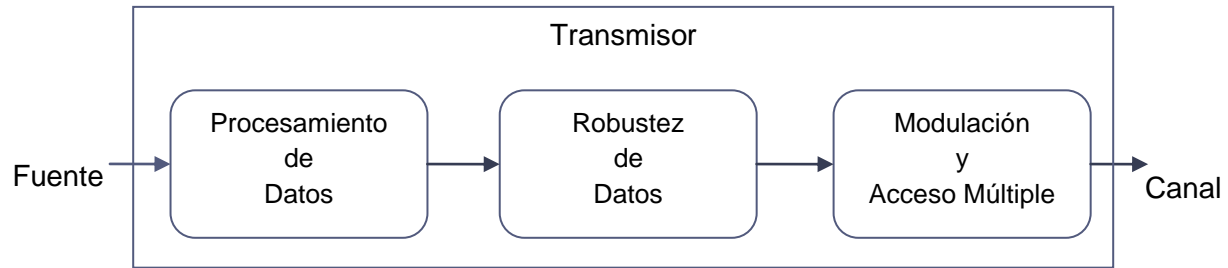 Transmisor
Fuente
Procesamiento
de
Datos
Robustez
de
Datos
Modulación
y
Acceso Múltiple
Canal